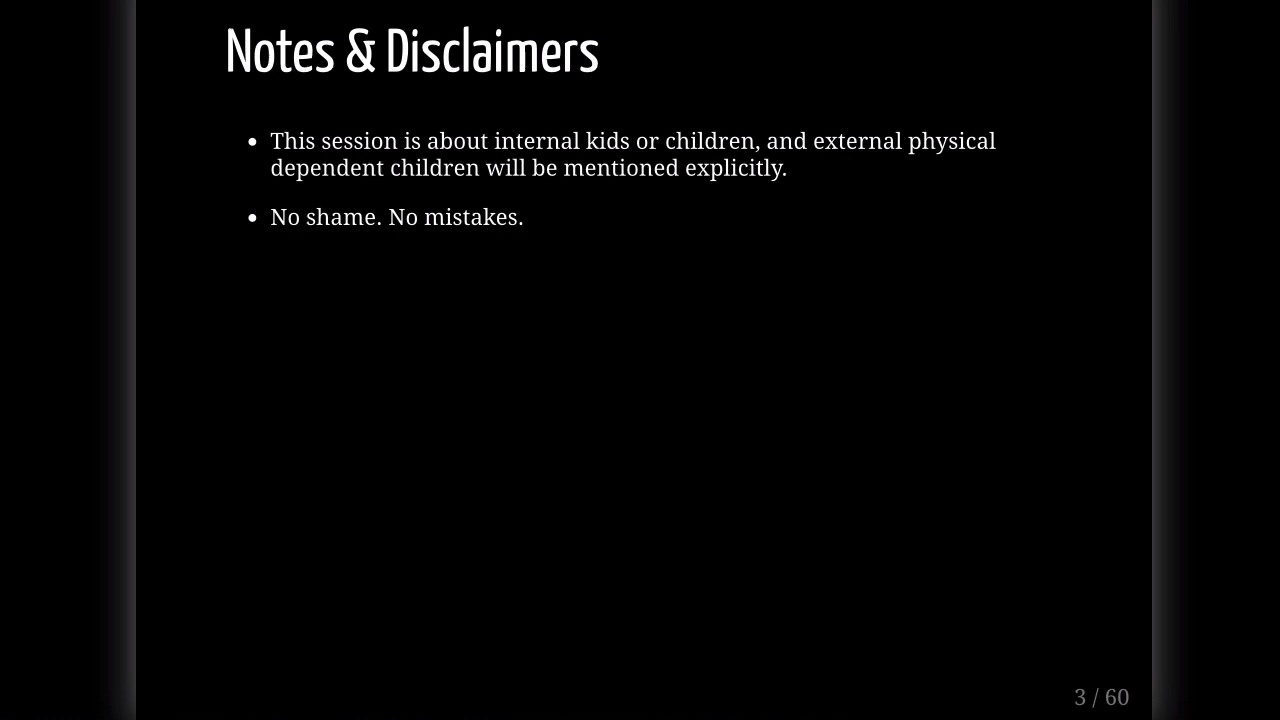 Notes & Disclaimers
• This session is about internal kids or children, and external physical
dependent children will be mentioned explicitly.
• No shame. No mistakes.
3 / 60